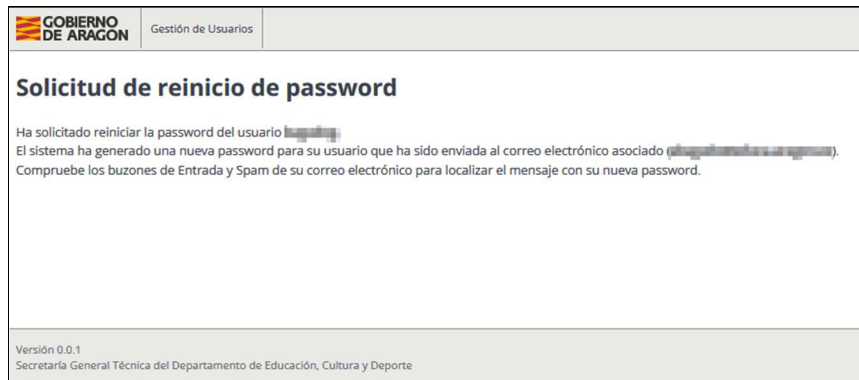 GOBIERNO
DE ARAGON
Gestión de Usuarios
Solicitud de reinicio de password
Ha solicitado reiniciar la password del usuario
El sistema ha generado una nueva password para su usuario que ha sido enviada al correo electrónico asociado ( ).
Compruebe los buzones de Entrada y Spam de su correo electrónico para localizar el mensaje con su nueva password.
Versión 0.0.1
Secretaría General Técnica del Departamento de Educación, Cultura y Deporte